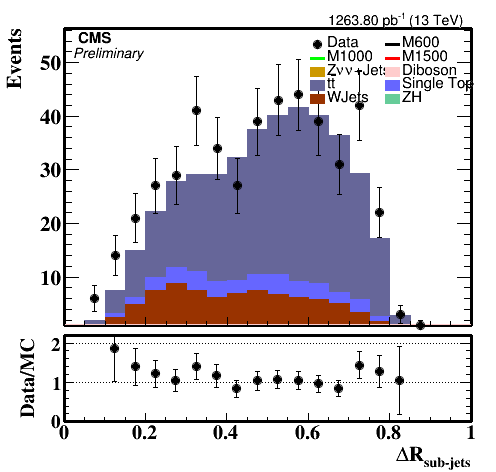 1263.80 pb⁻¹ (13 TeV)
CMS
Preliminary
Data
M600
M1000
M1500
Zνν+Jets
Diboson
tt
Single Top
WJets
ZH
Events
50
40
30
20
10
Data/MC
2
1
0
0 0.2 0.4 0.6 0.8 1
ΔR sub-jets